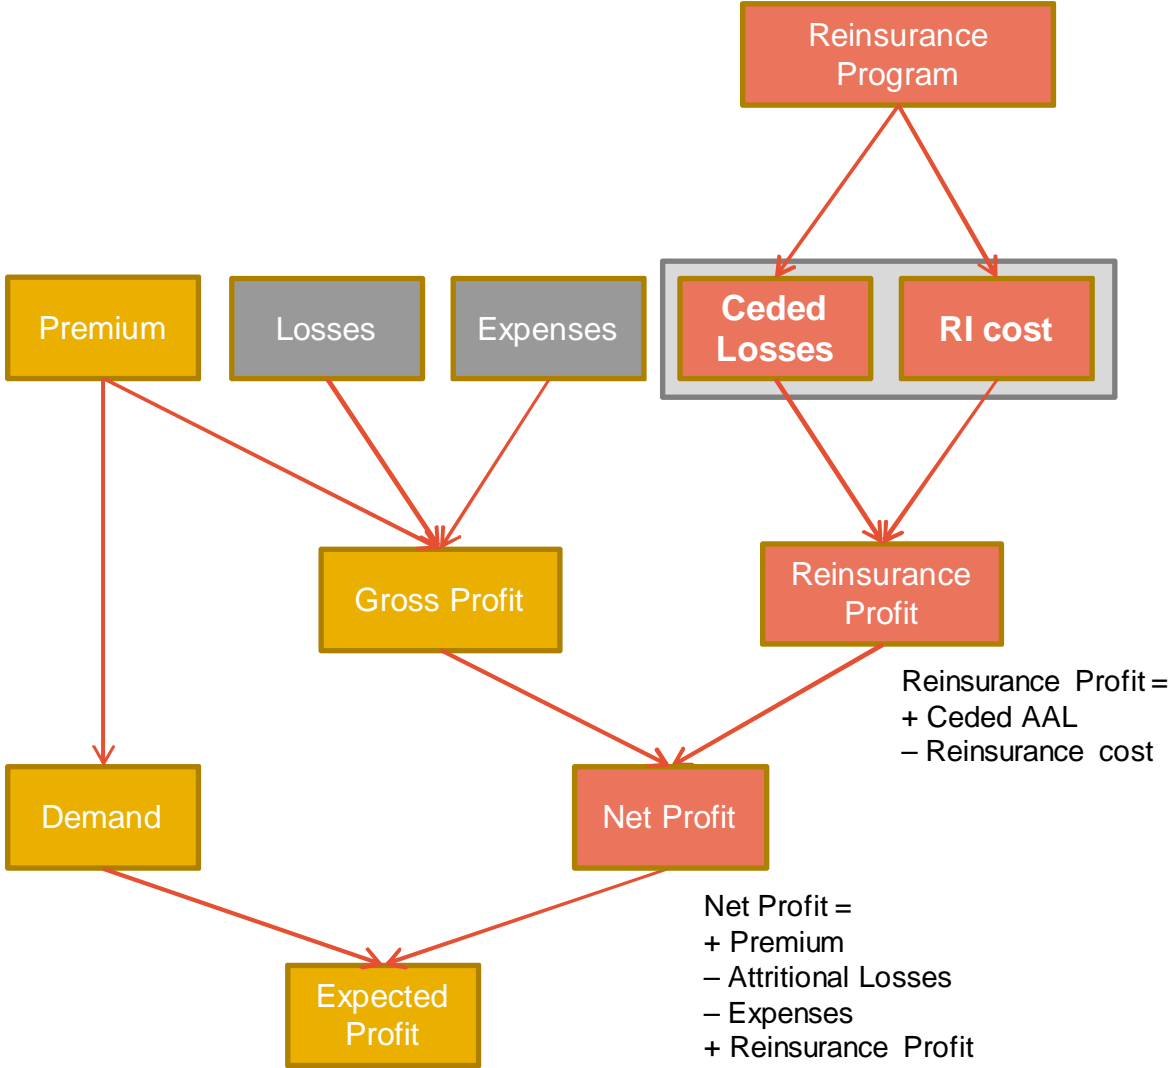 Reinsurance
Program
Premium
Losses
Expenses
Ceded
Losses
RI cost
Gross Profit
Reinsurance
Profit
Reinsurance Profit =
+ Ceded AAL
– Reinsurance cost
Demand
Net Profit
Net Profit =
+ Premium
– Attritional Losses
– Expenses
+ Reinsurance Profit
Expected
Profit